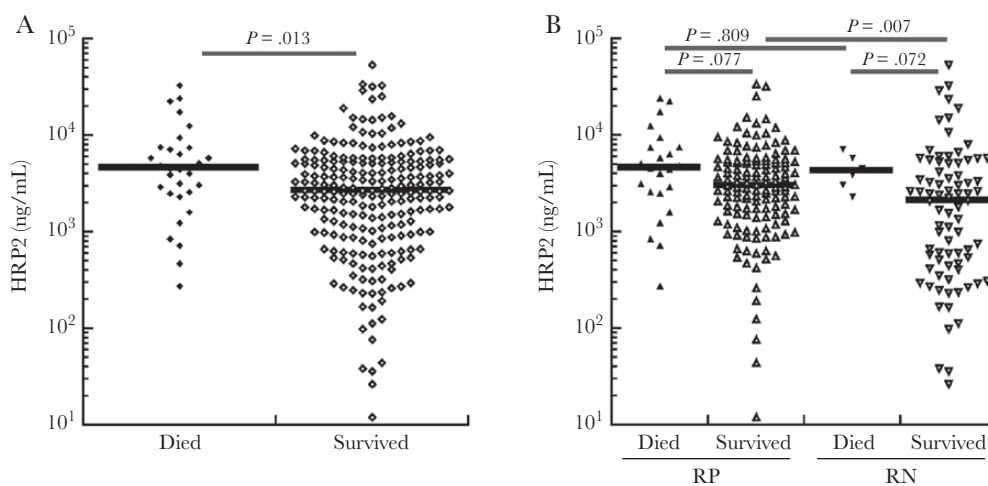 A
B
P = .013
P = .007
P = .809
P = .077
P = .072
HRP2 (ng/mL)
10⁵
10⁴
10³
10²
10¹
Died Survived
HRP2 (ng/mL)
10⁵
10⁴
10³
10²
10¹
Died Survived Died Survived
RP RN